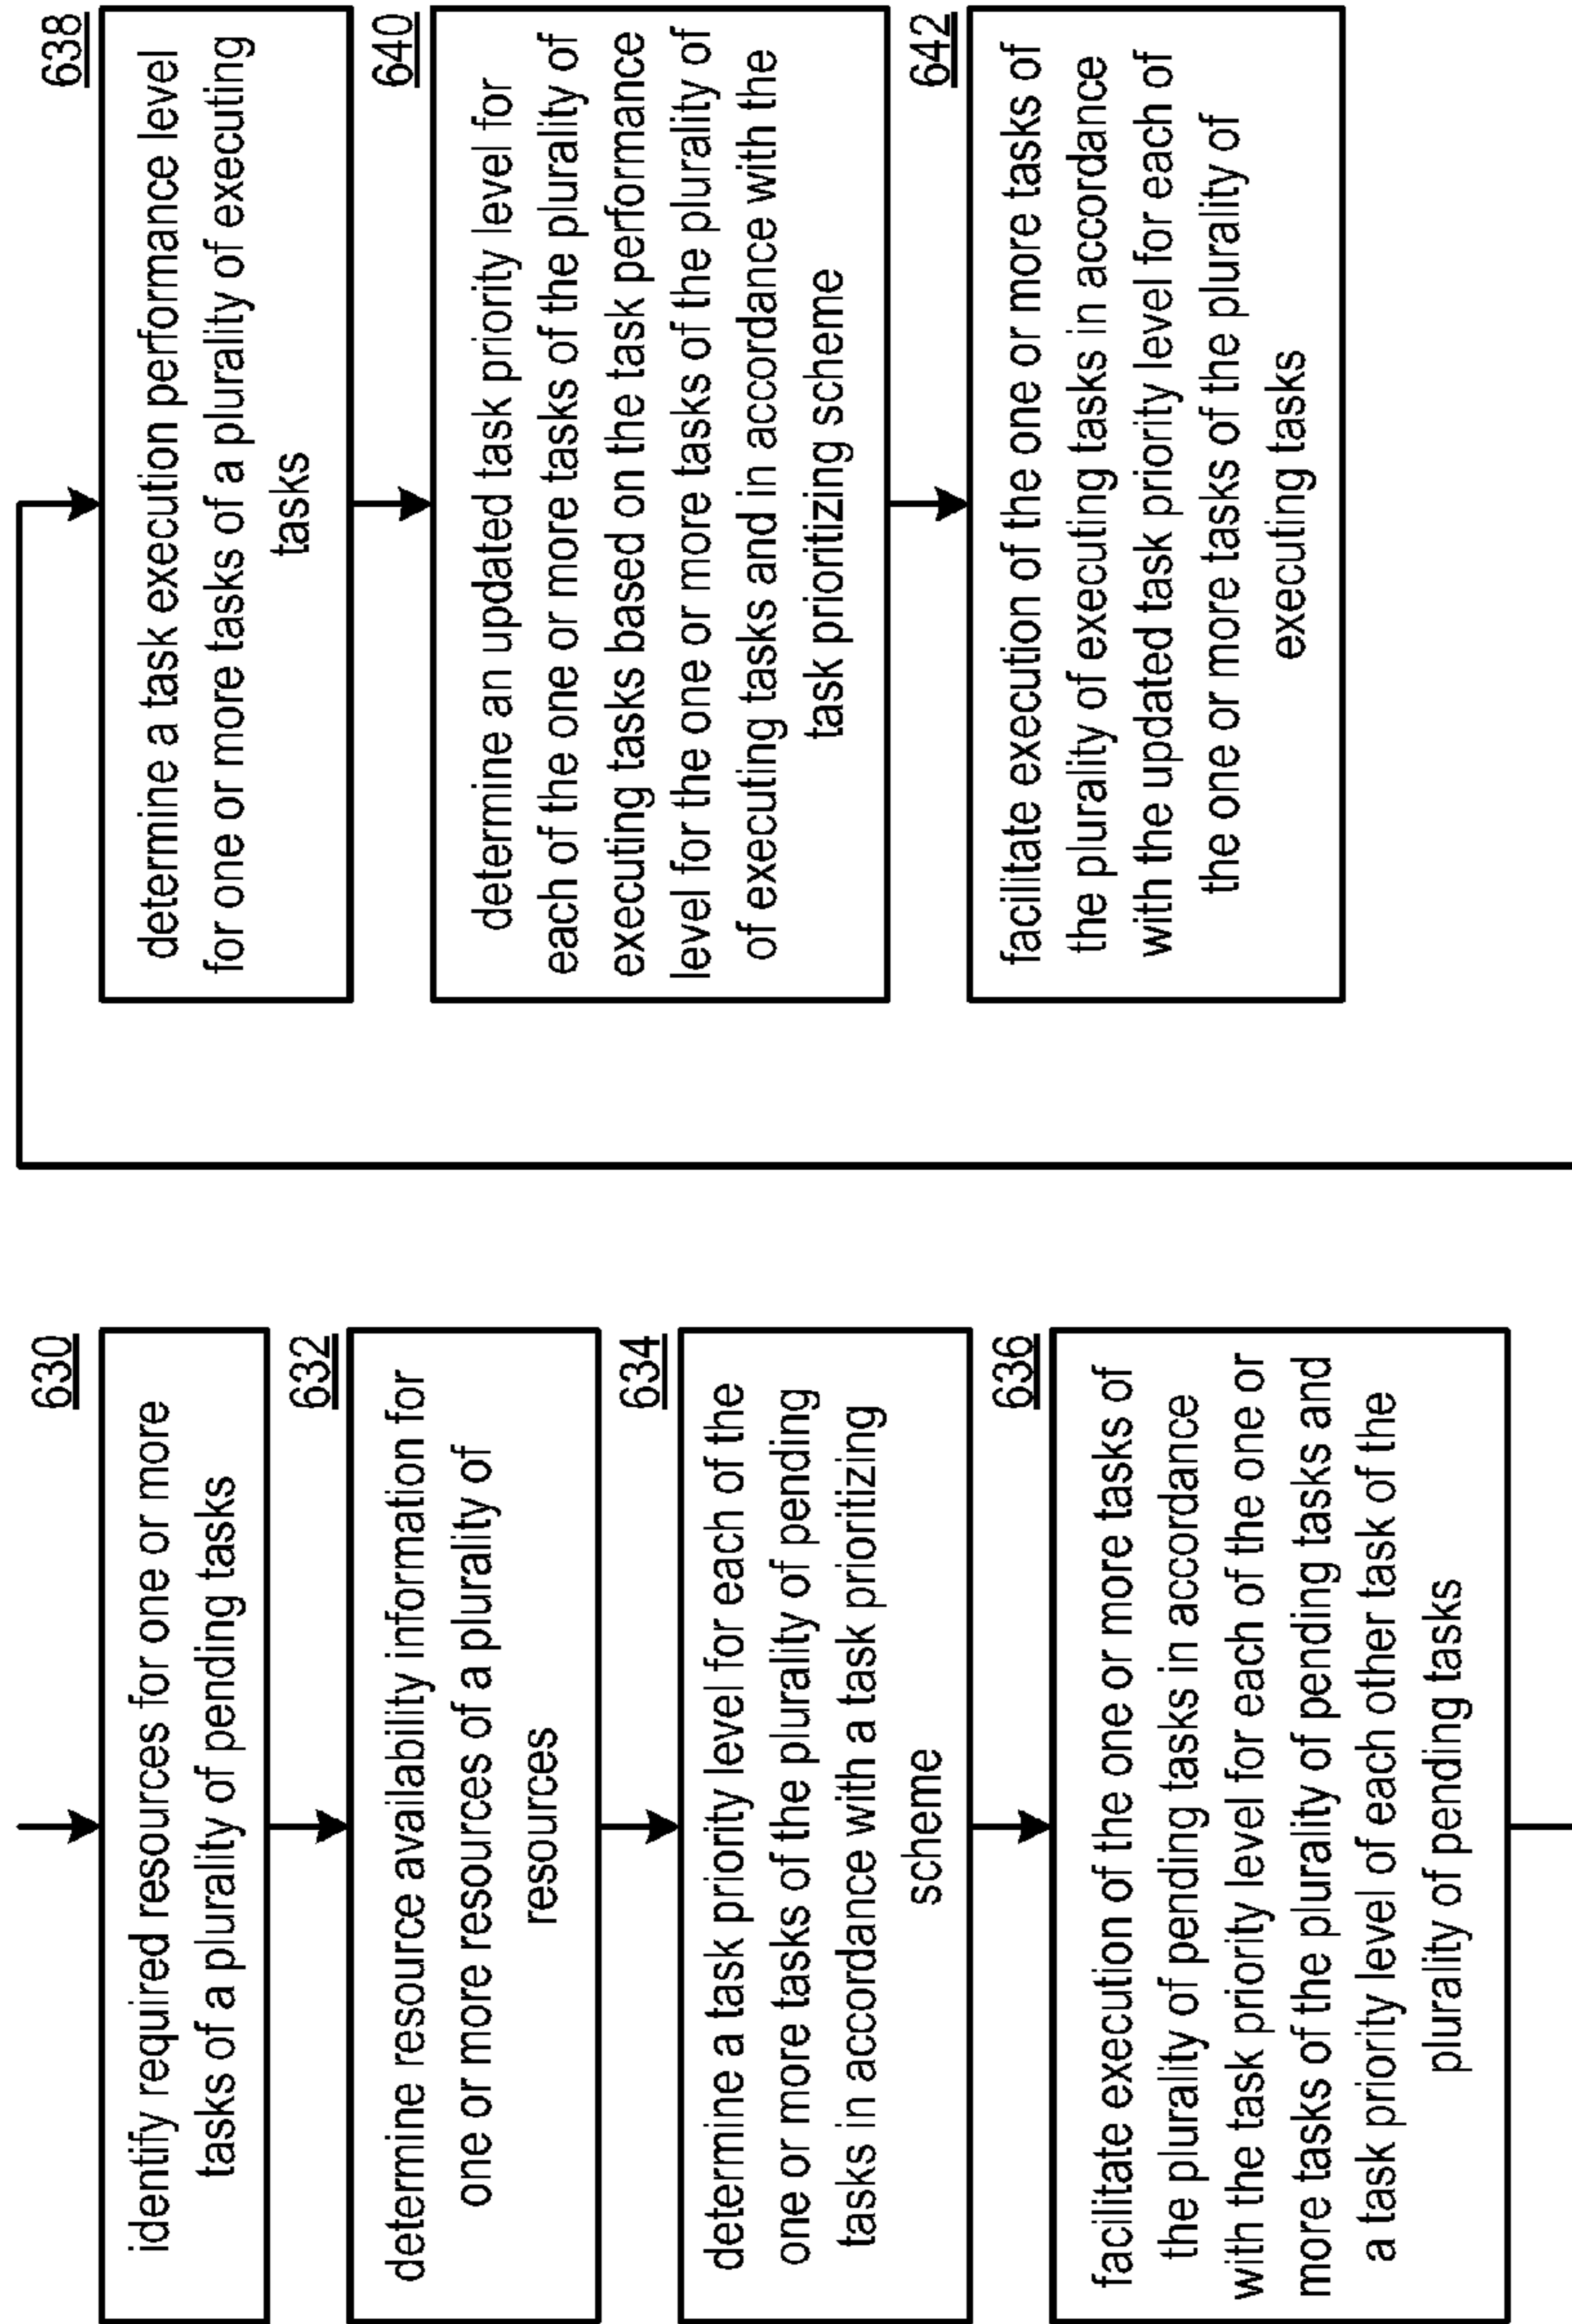 630
identify required resources for one or more
tasks of a plurality of pending tasks
632
determine resource availability information for
one or more resources of a plurality of
resources
634
determine a task priority level for each of the
one or more tasks of the plurality of pending
tasks in accordance with a task prioritizing
scheme
636
facilitate execution of the one or more tasks of
the plurality of pending tasks in accordance
with the task priority level for each of the one or
more tasks of the plurality of pending tasks and
a task priority level of each other task of the
plurality of pending tasks
638
determine a task execution performance level
for one or more tasks of a plurality of executing
tasks
640
determine an updated task priority level for
each of the one or more tasks of the plurality of
executing tasks based on the task performance
level for the one or more tasks of the plurality of
of executing tasks and in accordance with the
task prioritizing scheme
642
facilitate execution of the one or more tasks of
the plurality of executing tasks in accordance
with the updated task priority level for each of
the one or more tasks of the plurality of
executing tasks